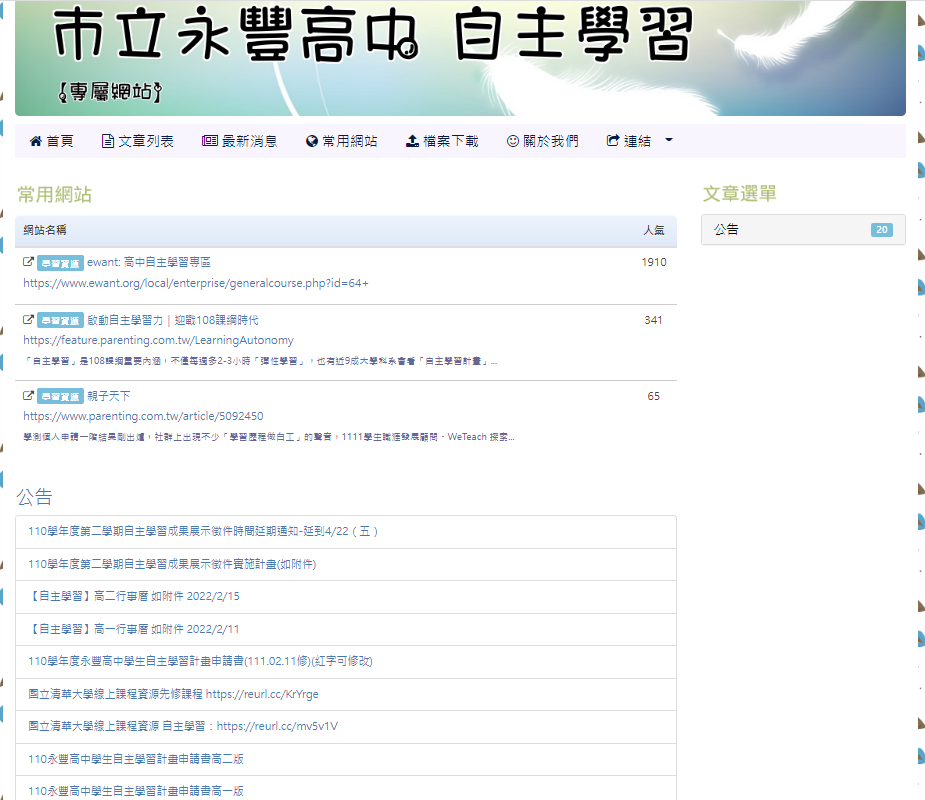 市立永豐高中 自主學習
【專屬網站】
首頁 文章列表 最新消息 常用網站 檔案下載 關於我們 連結
常用網站
網站名稱 人氣
學習資源 ewant: 高中自主學習專區 1910
https://www.ewant.org/local/enterprise/generalcourse.php?id=64+
學習資源 啟動自主學習力｜迎戰108課綱時代 341
https://feature.parenting.com.tw/LearningAutonomy
「自主學習」是108課綱重要內涵，不僅每週多2-3小時「彈性學習」，也有近9成大學科系會看「自主學習計畫」...
學習資源 親子天下 65
https://www.parenting.com.tw/article/5092450
學測個人申請一階結果剛出爐，社群上出現不少「學習歷程做白工」的聲音，1111學生職涯發展顧問、WeTeach 探索...
公告
110學年度第二學期自主學習成果展示徵件時間延期通知-延到4/22（五）
110學年度第二學期自主學習成果展示徵件實施計畫(如附件)
【自主學習】高二行事曆 如附件 2022/2/15
【自主學習】高一行事曆 如附件 2022/2/11
110學年度永豐高中學生自主學習計畫申請書(111.02.11修)(紅字可修改)
國立清華大學線上課程資源先修課程 https://reurl.cc/KrYrge
國立清華大學線上課程資源 自主學習：https://reurl.cc/mv5v1V
110永豐高中學生自主學習計畫申請書高二版
110永豐高中學生自主學習計畫申請書高一版
文章選單
公告 20